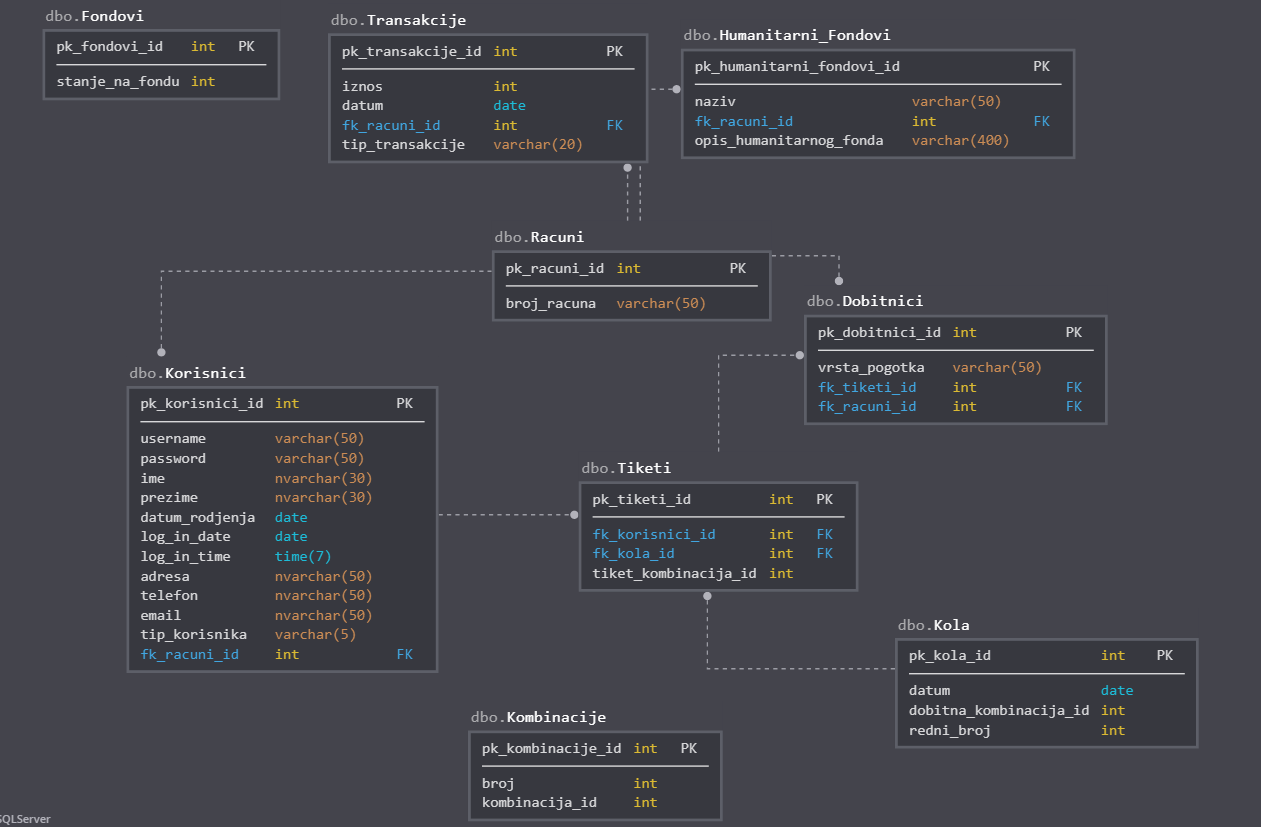 dbo.Fondovi
pk_fondovi_id int PK
stanje_na_fondu int
dbo.Transakcije
pk_transakcije_id int PK
iznos int
datum date
fk_racuni_id int FK
tip_transakcije varchar(20)
dbo.Humanitarni_Fondovi
pk_humanitarni_fondovi_id PK
naziv varchar(50)
fk_racuni_id int FK
opis_humanitarnog_fonda varchar(400)
dbo.Racuni
pk_racuni_id int PK
broj_racuna varchar(50)
dbo.Dobitnici
pk_dobitnici_id int PK
vrsta_pogotka varchar(50)
fk_tiketi_id int FK
fk_racuni_id int FK
dbo.Korisnici
pk_korisnici_id int PK
username varchar(50)
password varchar(50)
ime nvarchar(30)
prezime nvarchar(30)
datum_rodjenja date
log_in_date date
log_in_time time(7)
adresa nvarchar(50)
telefon nvarchar(50)
email nvarchar(50)
tip_korisnika varchar(5)
fk_racuni_id int FK
dbo.Tiketi
pk_tiketi_id int PK
fk_korisnici_id int FK
fk_kola_id int FK
tiket_kombinacija_id int
dbo.Kola
pk_kola_id int PK
datum date
dobitna_kombinacija_id int
redni_broj int
dbo.Kombinacije
pk_kombinacije_id int PK
broj int
kombinacija_id int
SQLServer